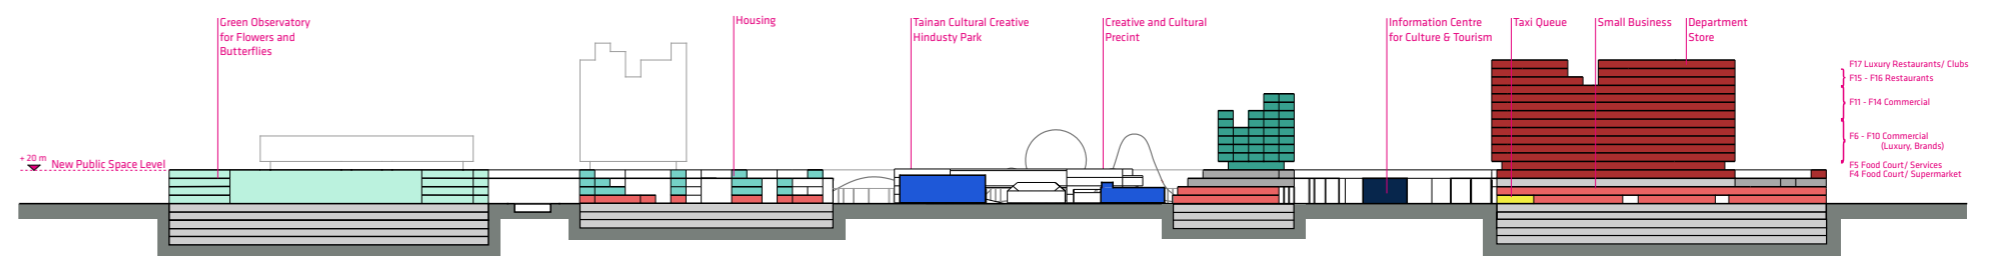 Green Observatory
for Flowers and
Butterflies
Housing
Tainan Cultural Creative
Hindusty Park
Creative and Cultural
Precint
Information Centre
for Culture & Tourism
Taxi Queue
Small Business
Department
Store
F17 Luxury Restaurants/ Clubs
F15 - F16 Restaurants
F11 - F14 Commercial
F6 - F10 Commercial
(Luxury, Brands)
F5 Food Court/ Services
F4 Food Court/ Supermarket
+ 20 m
New Public Space Level